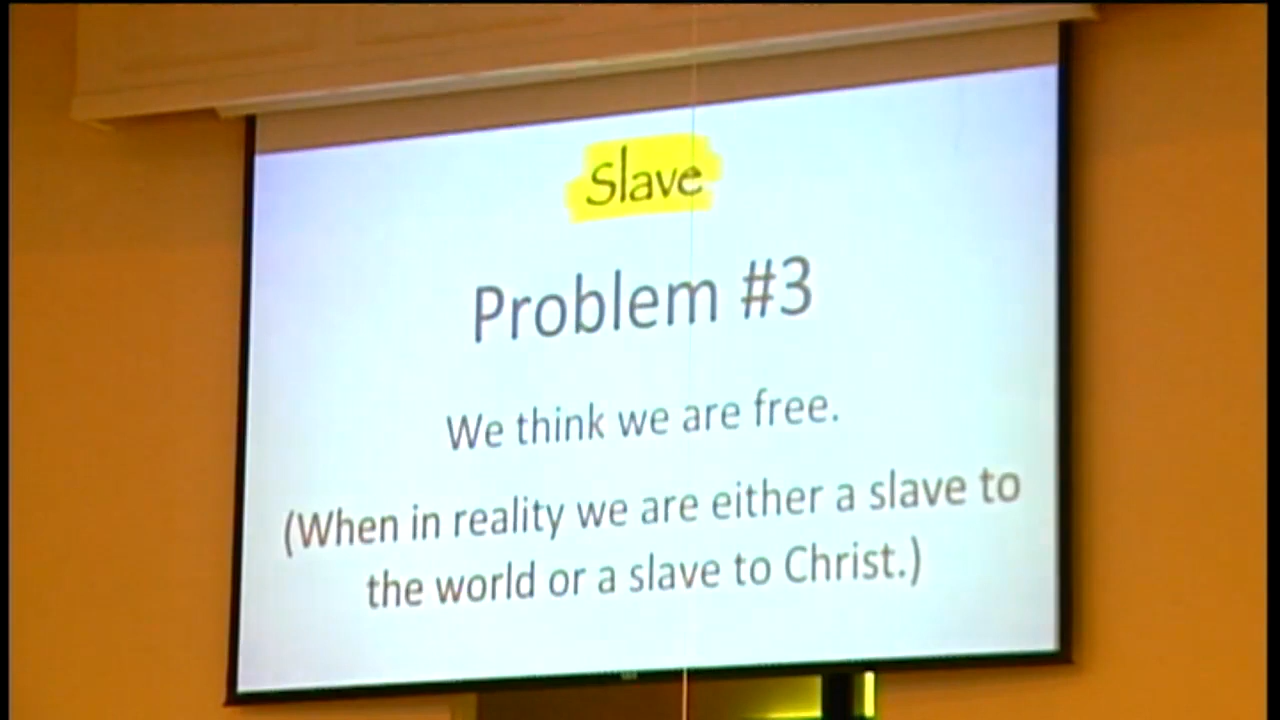 Slave
Problem #3
We think we are free.
(When in reality we are either a slave to
the world or a slave to Christ.)